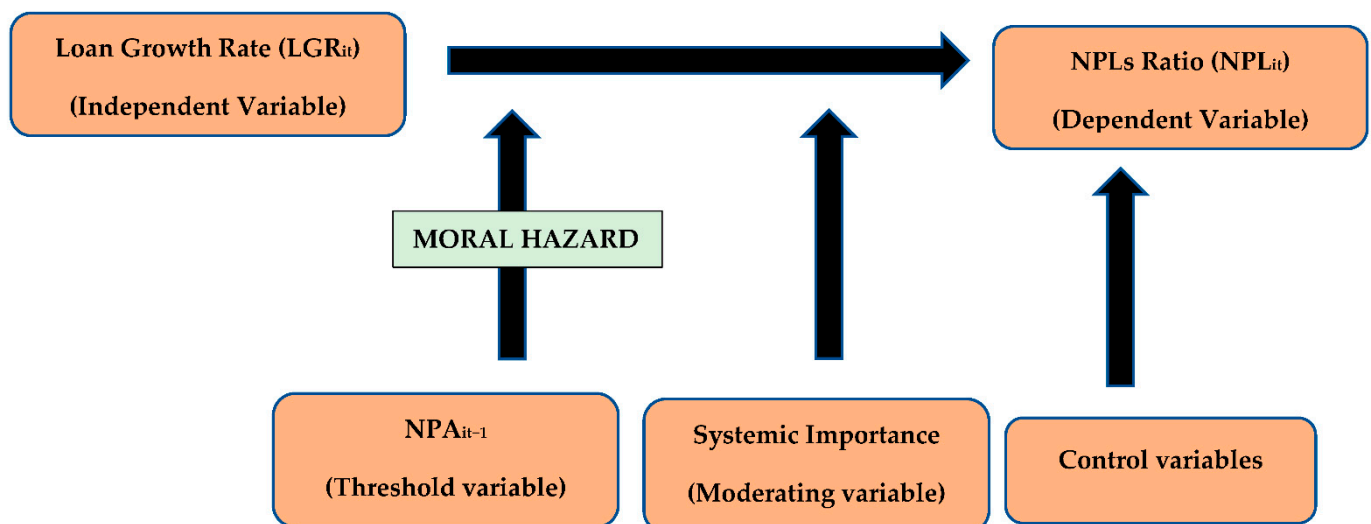 Loan Growth Rate (LGRit)
(Independent Variable)
NPLs Ratio (NPLit)
(Dependent Variable)
MORAL HAZARD
NPAit−1
(Threshold variable)
Systemic Importance
(Moderating variable)
Control variables